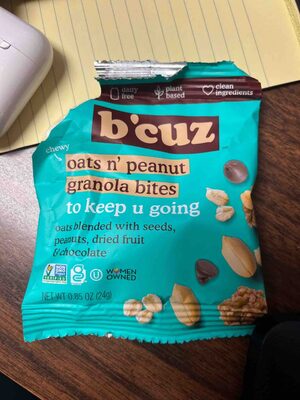 dairy free
plant based
clean ingredients
b'cuz
chewy
oats n' peanut
granola bites
to keep u going
oats blended with seeds,
peanuts, dried fruit
& chocolate
WOMEN OWNED
NET WT 0.85 OZ (24g)